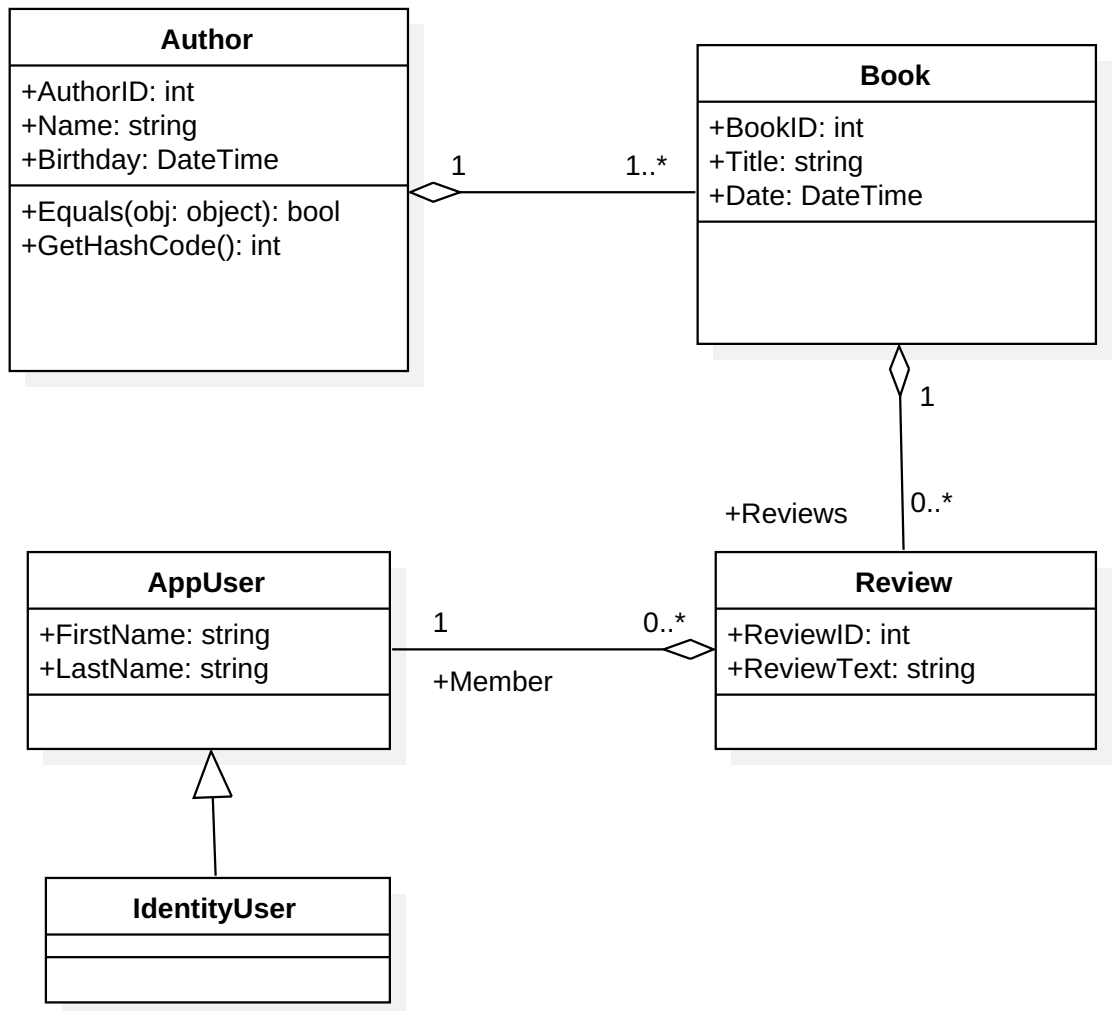 Author
+AuthorID: int
+Name: string
+Birthday: DateTime
+Equals(obj: object): bool
+GetHashCode(): int
1
1..*
Book
+BookID: int
+Title: string
+Date: DateTime
1
0..*
+Reviews
AppUser
+FirstName: string
+LastName: string
1
+Member
0..*
Review
+ReviewID: int
+ReviewText: string
IdentityUser